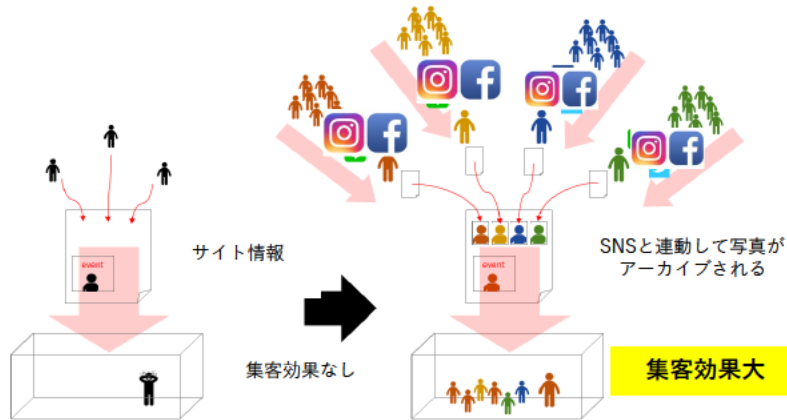 サイト情報
event
集客効果なし
SNSと連動して写真が
アーカイブされる
event
集客効果大